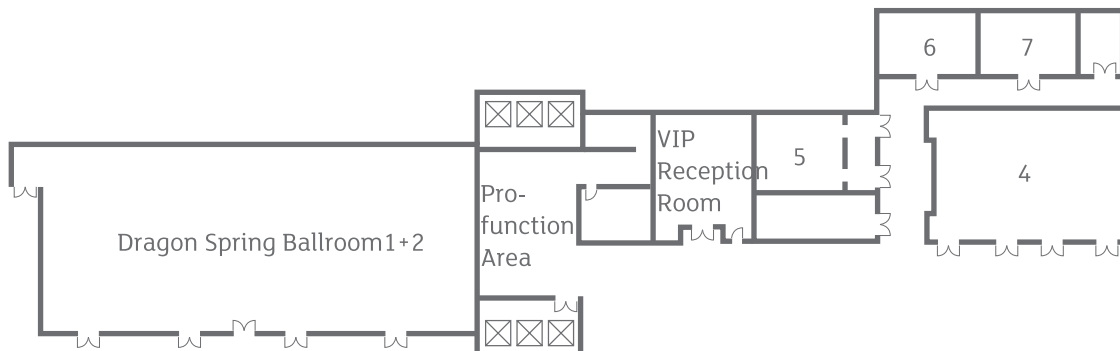 6
7
VIP
Reception
Room
5
4
Pro-
function
Area
Dragon Spring Ballroom1+2